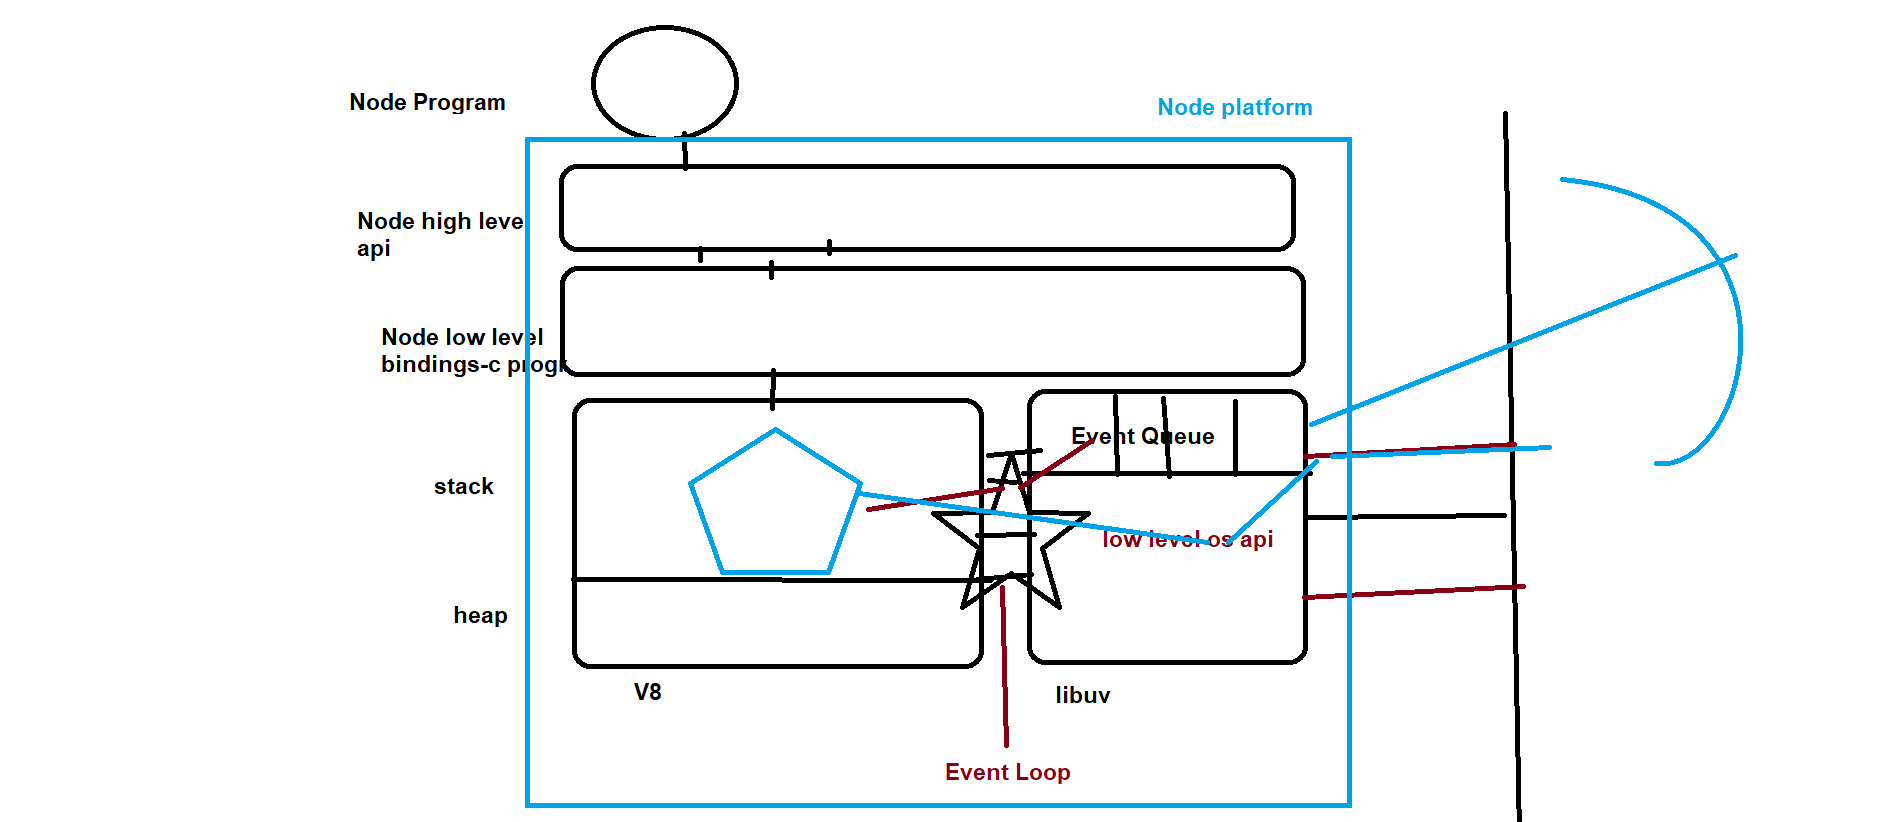 Node Program
Node platform
Node high leve
api
Node low level
bindings-c progr
Event Queue
stack
low level os api
heap
V8
libuv
Event Loop